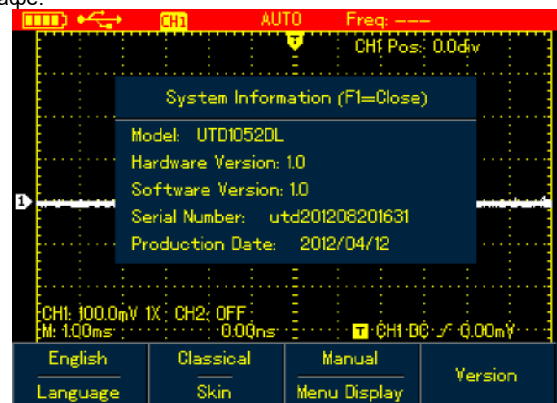 афе.
CH1 AUTO Freq: ----
T CH1 Pos: 0.0div
System Information (F1=Close)
Model: UTD1052DL
Hardware Version: 1.0
Software Version: 1.0
Serial Number: utd201208201631
Production Date: 2012/04/12
1
CH1: 100.0mV 1X CH2: OFF
M: 1.00ms 0.00ns T CH1 DC 0.00mV
English Classical Manual Version
Language Skin Menu Display